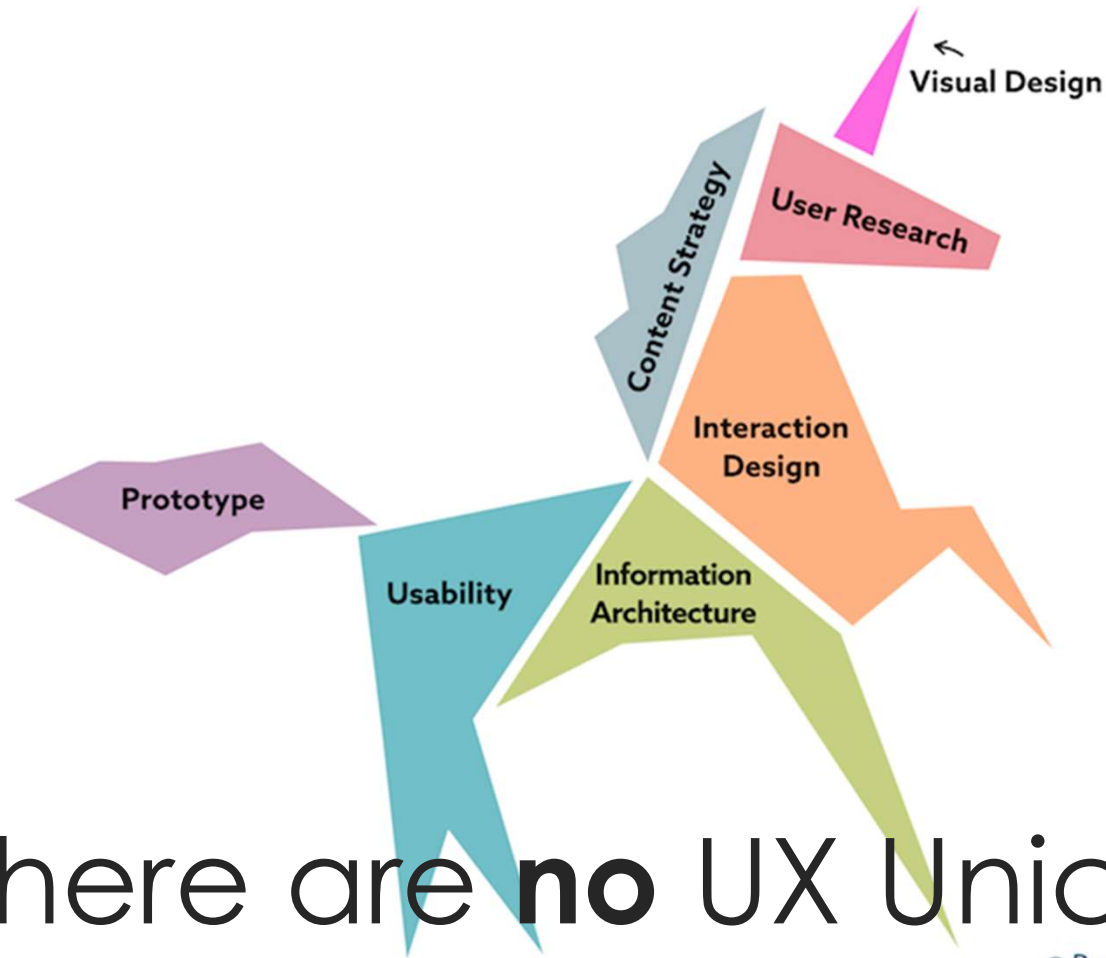 Visual Design
User Research
Content Strategy
Interaction
Design
Prototype
Usability
Information
Architecture
here are no UX Unic